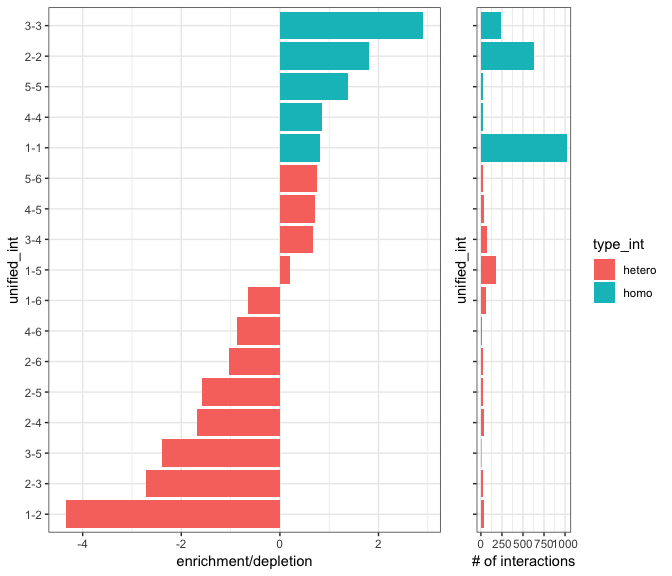 unified_int
3-3
2-2
5-5
4-4
1-1
5-6
4-5
3-4
1-5
1-6
4-6
2-6
2-5
2-4
3-5
2-3
1-2
-4 -2 0 2
enrichment/depletion
unified_int
0 250 500 750 1000
# of interactions
type_int
hetero
homo